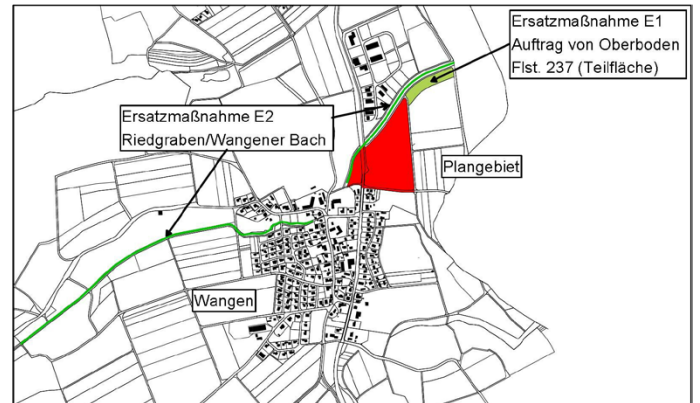 Ersatzmaßnahme E1
Auftrag von Oberboden
Flst. 237 (Teilfläche)
Ersatzmaßnahme E2
Riedgraben/Wangener Bach
Plangebiet
Wangen